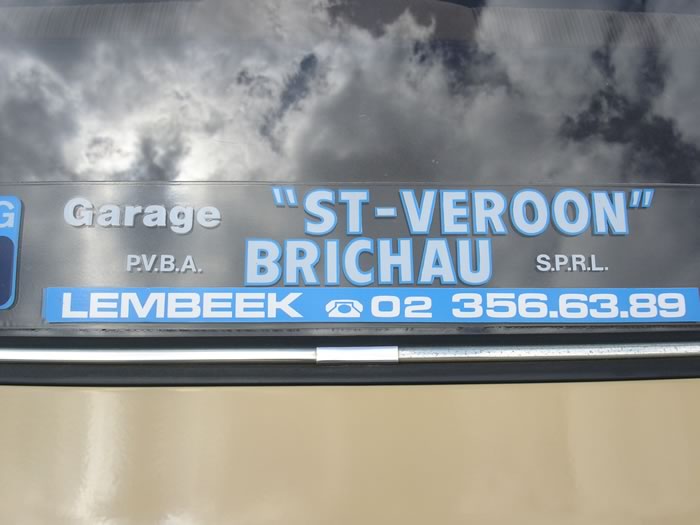 G
Garage "ST-VEROON"
P.V.B.A. BRICHAU S.P.R.L.
LEMBEEK ☎ 02 356.63.89